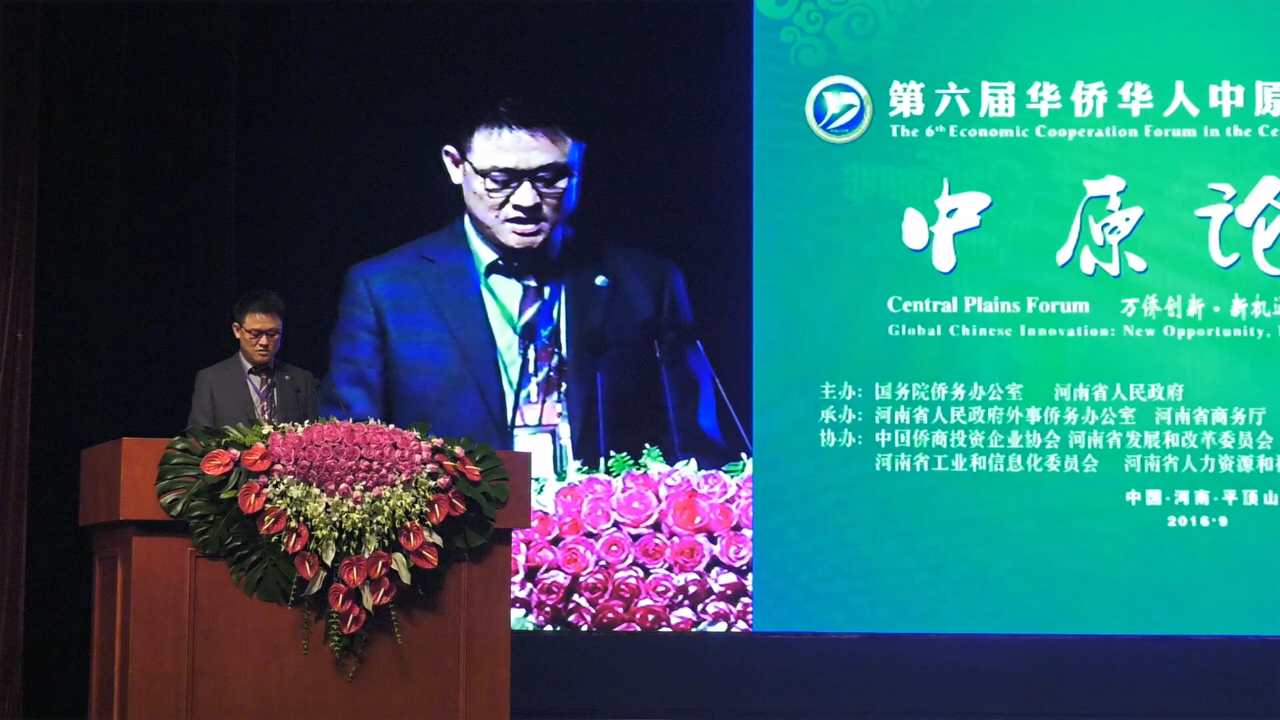 第六届华侨华人中原
The 6th Economic Cooperation Forum in the Ce
中原论
Central Plains Forum 万侨创新·新机
Global Chinese Innovation: New Opportunity,
主办：国务院侨务办公室 河南省人民政府
承办：河南省人民政府外事侨务办公室 河南省商务厅
协办：中国侨商投资企业协会 河南省发展和改革委员会
河南省工业和信息化委员会 河南省人力资源和
中国·河南·平顶山
2016·9